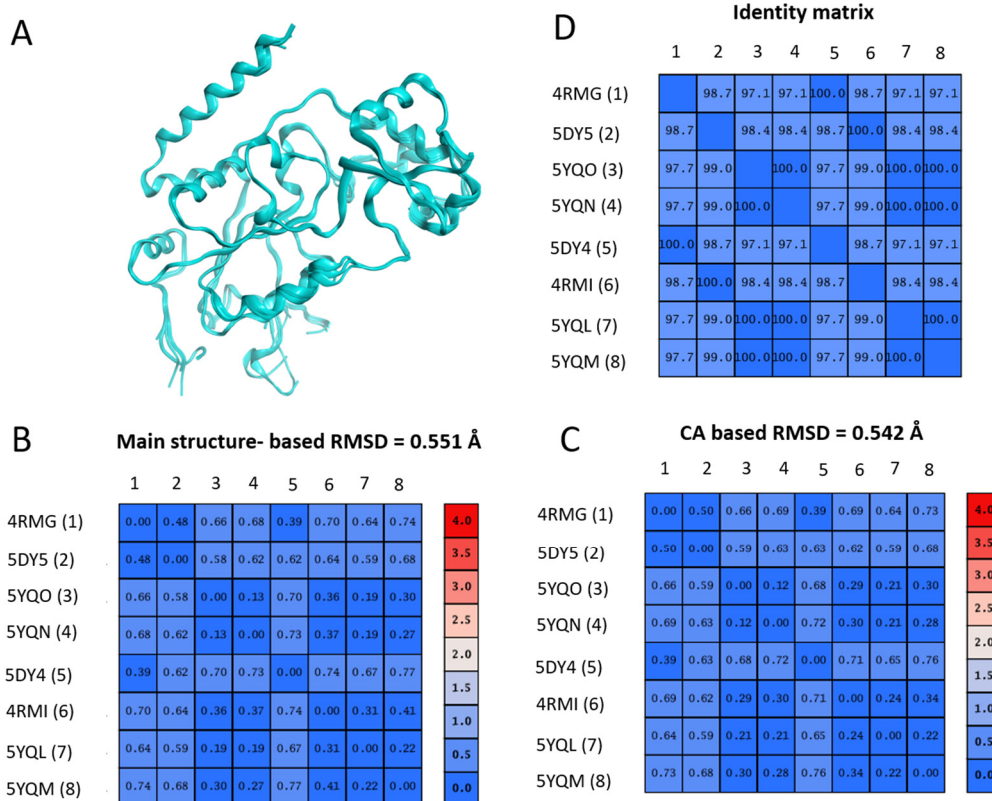 A
D
Identity matrix
1 2 3 4 5 6 7 8
4RMG (1) 98.7 97.1 97.1 100.0 98.7 97.1 97.1
5DY5 (2) 98.7 98.4 98.4 98.7 100.0 98.4 98.4
5YQO (3) 97.7 99.0 100.0 97.7 99.0 100.0 100.0
5YQN (4) 97.7 99.0 100.0 97.7 99.0 100.0 100.0
5DY4 (5) 100.0 98.7 97.1 97.1 98.7 97.1 97.1
4RMI (6) 98.7 100.0 98.4 98.4 98.7 98.4 98.4
5YQL (7) 97.7 99.0 100.0 100.0 97.7 99.0 100.0
5YQM (8) 97.7 99.0 100.0 100.0 97.7 99.0 100.0
B
Main structure- based RMSD = 0.551 Å
1 2 3 4 5 6 7 8
4RMG (1) 0.00 0.48 0.66 0.68 0.39 0.70 0.64 0.74
5DY5 (2) 0.48 0.00 0.58 0.62 0.62 0.64 0.59 0.68
5YQO (3) 0.66 0.58 0.00 0.13 0.70 0.36 0.19 0.30
5YQN (4) 0.68 0.62 0.13 0.00 0.73 0.37 0.19 0.27
5DY4 (5) 0.39 0.62 0.70 0.73 0.00 0.74 0.67 0.77
4RMI (6) 0.70 0.64 0.36 0.37 0.74 0.00 0.31 0.41
5YQL (7) 0.64 0.59 0.19 0.19 0.67 0.31 0.00 0.22
5YQM (8) 0.74 0.68 0.30 0.27 0.77 0.41 0.22 0.00
4.0
3.5
3.0
2.5
2.0
1.5
1.0
0.5
0.0
C
CA based RMSD = 0.542 Å
1 2 3 4 5 6 7 8
4RMG (1) 0.00 0.50 0.66 0.69 0.39 0.69 0.64 0.73
5DY5 (2) 0.50 0.00 0.59 0.63 0.63 0.62 0.59 0.68
5YQO (3) 0.66 0.59 0.00 0.12 0.68 0.29 0.21 0.30
5YQN (4) 0.69 0.63 0.12 0.00 0.72 0.30 0.21 0.28
5DY4 (5) 0.39 0.63 0.68 0.72 0.00 0.71 0.65 0.76
4RMI (6) 0.69 0.62 0.29 0.30 0.71 0.00 0.24 0.34
5YQL (7) 0.64 0.59 0.21 0.21 0.65 0.24 0.00 0.22
5YQM (8) 0.73 0.68 0.30 0.28 0.76 0.34 0.22 0.00
4.0
3.5
3.0
2.5
2.0
1.5
1.0
0.5
0.0